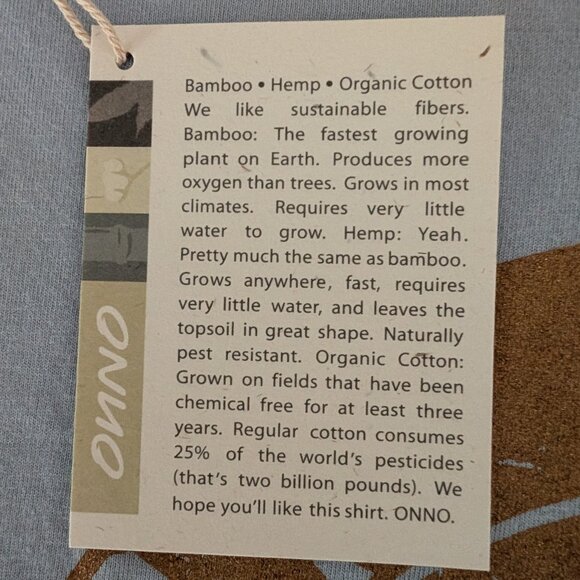 Bamboo • Hemp • Organic Cotton
We like sustainable fibers.
Bamboo: The fastest growing
plant on Earth. Produces more
oxygen than trees. Grows in most
climates. Requires very little
water to grow. Hemp: Yeah.
Pretty much the same as bamboo.
Grows anywhere, fast, requires
very little water, and leaves the
topsoil in great shape. Naturally
pest resistant. Organic Cotton:
Grown on fields that have been
chemical free for at least three
years. Regular cotton consumes
25% of the world's pesticides
(that's two billion pounds). We
hope you'll like this shirt. ONNO.
ONNO